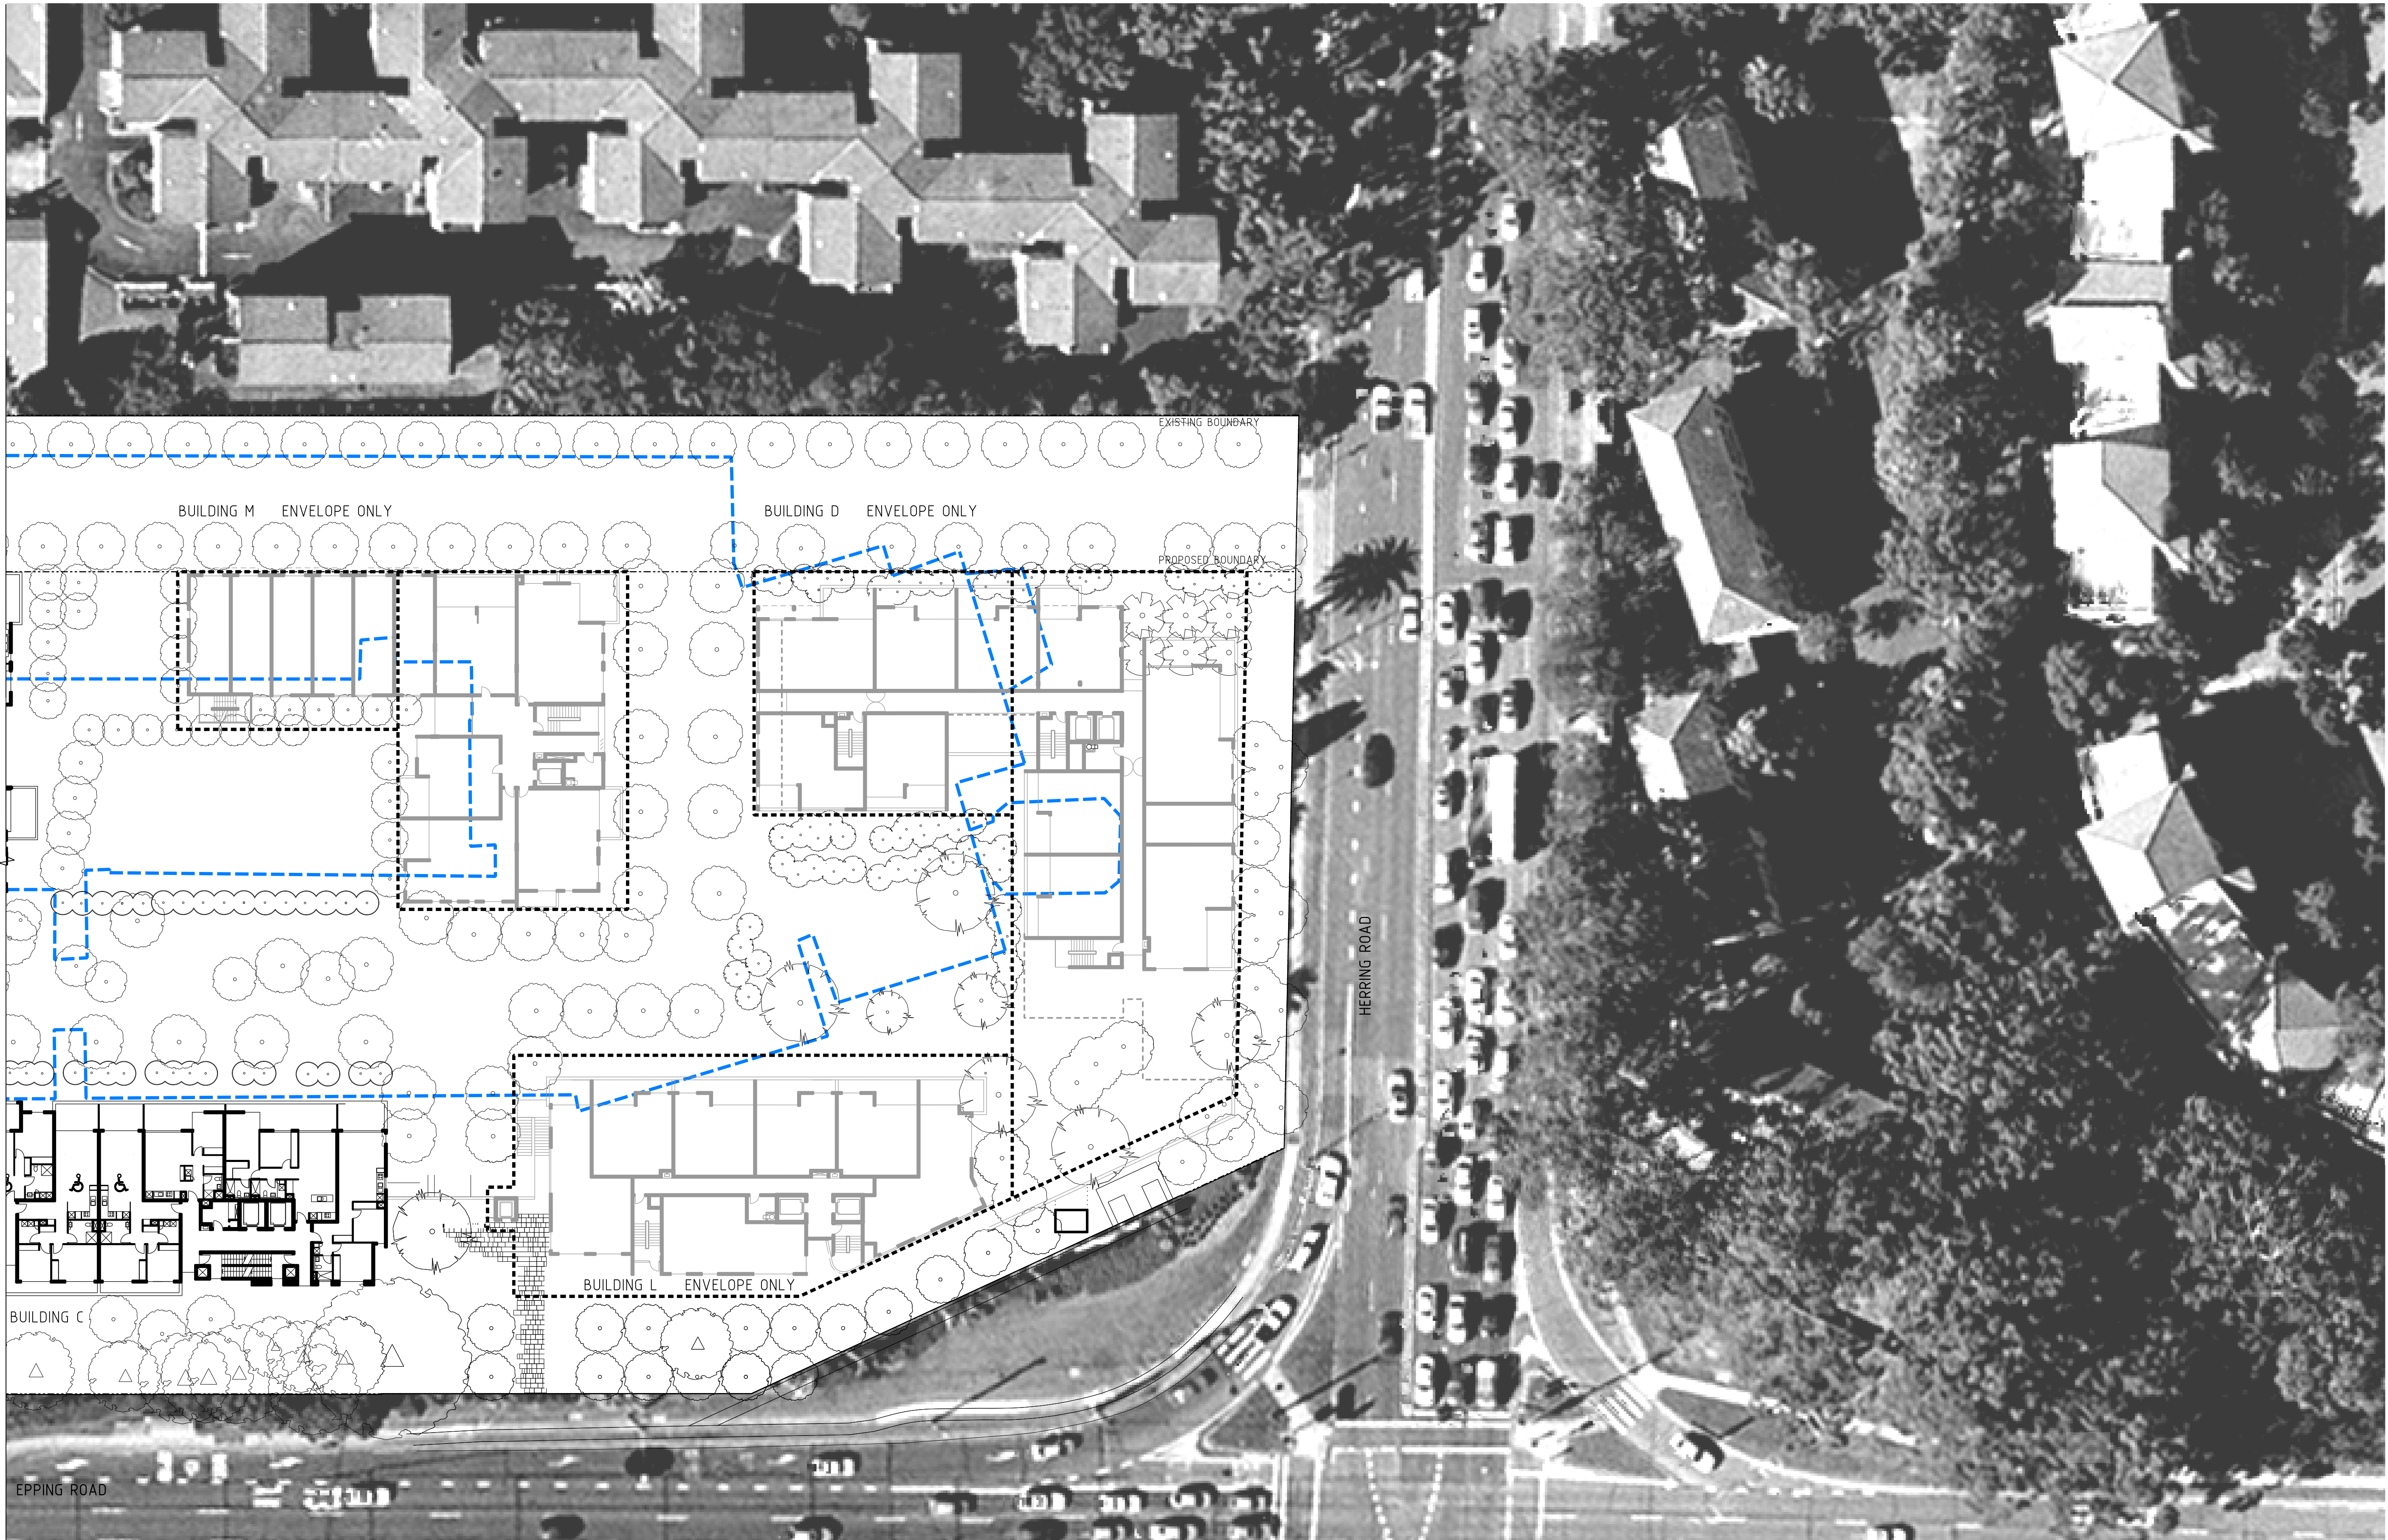 EXISTING BOUNDARY
BUILDING M ENVELOPE ONLY
BUILDING D ENVELOPE ONLY
PROPOSED BOUNDARY
HERRING ROAD
BUILDING L ENVELOPE ONLY
BUILDING C
EPPING ROAD